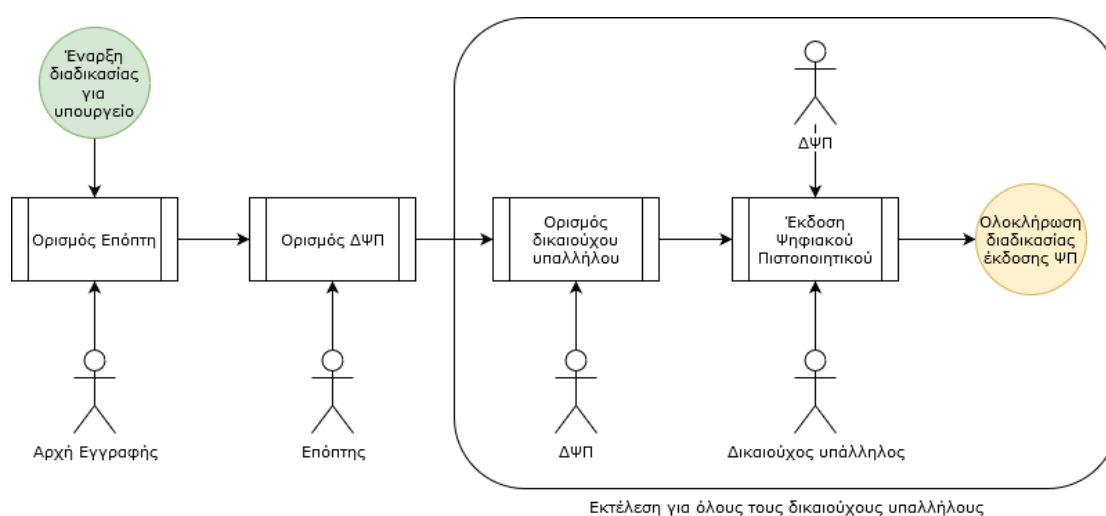 Έναρξη
διαδικασίας
για
υπουργείο
ΔΨΠ
Ορισμός Επόπτη
Ορισμός ΔΨΠ
Ορισμός
δικαιούχου
υπαλλήλου
Έκδοση
Ψηφιακού
Πιστοποιητικού
Ολοκλήρωση
διαδικασίας
έκδοσης ΨΠ
Αρχή Εγγραφής
Επόπτης
ΔΨΠ
Δικαιούχος υπάλληλος
Εκτέλεση για όλους τους δικαιούχους υπαλλήλους